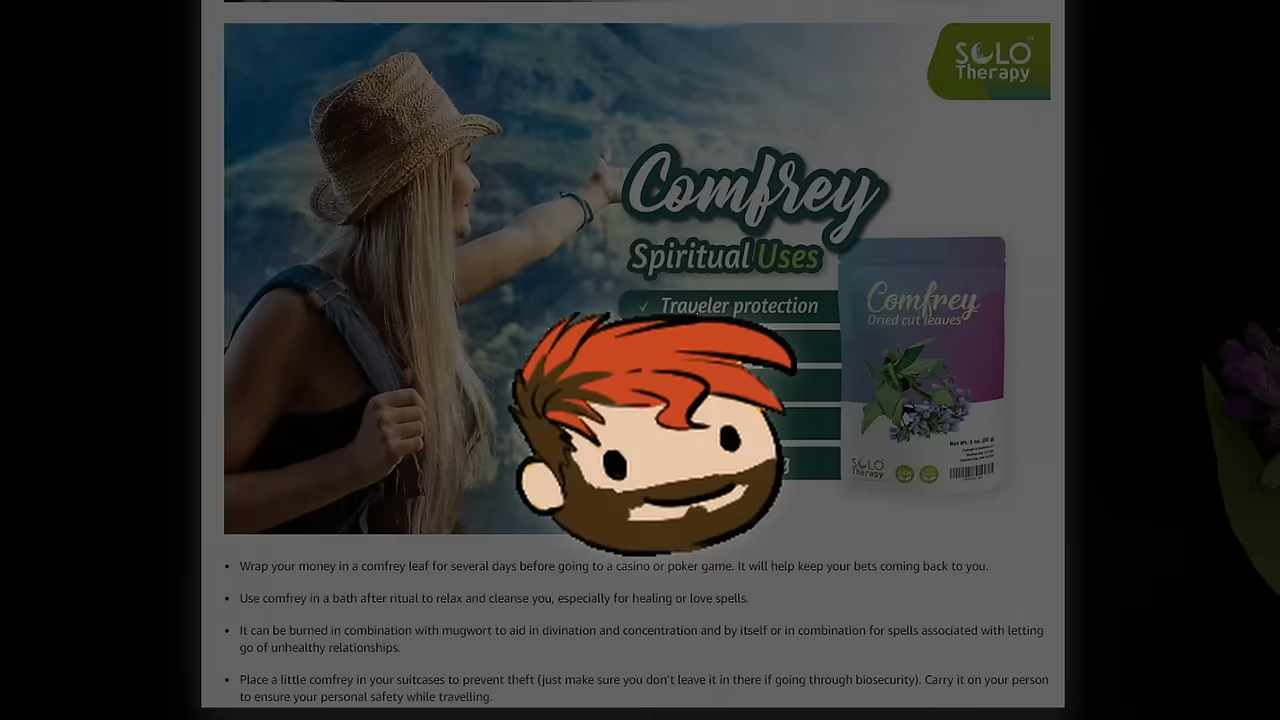 SOLO
Therapy
Comfrey
Spiritual Uses
✓ Traveler protection
Comfrey
Dried cut leaves
SOLO
Therapy
• Wrap your money in a comfrey leaf for several days before going to a casino or poker game. It will help keep your bets coming back to you.
• Use comfrey in a bath after ritual to relax and cleanse you, especially for healing or love spells.
• It can be burned in combination with mugwort to aid in divination and concentration and by itself or in combination for spells associated with letting
go of unhealthy relationships.
• Place a little comfrey in your suitcases to prevent theft (just make sure you don't leave it in there if going through biosecurity). Carry it on your person
to ensure your personal safety while travelling.